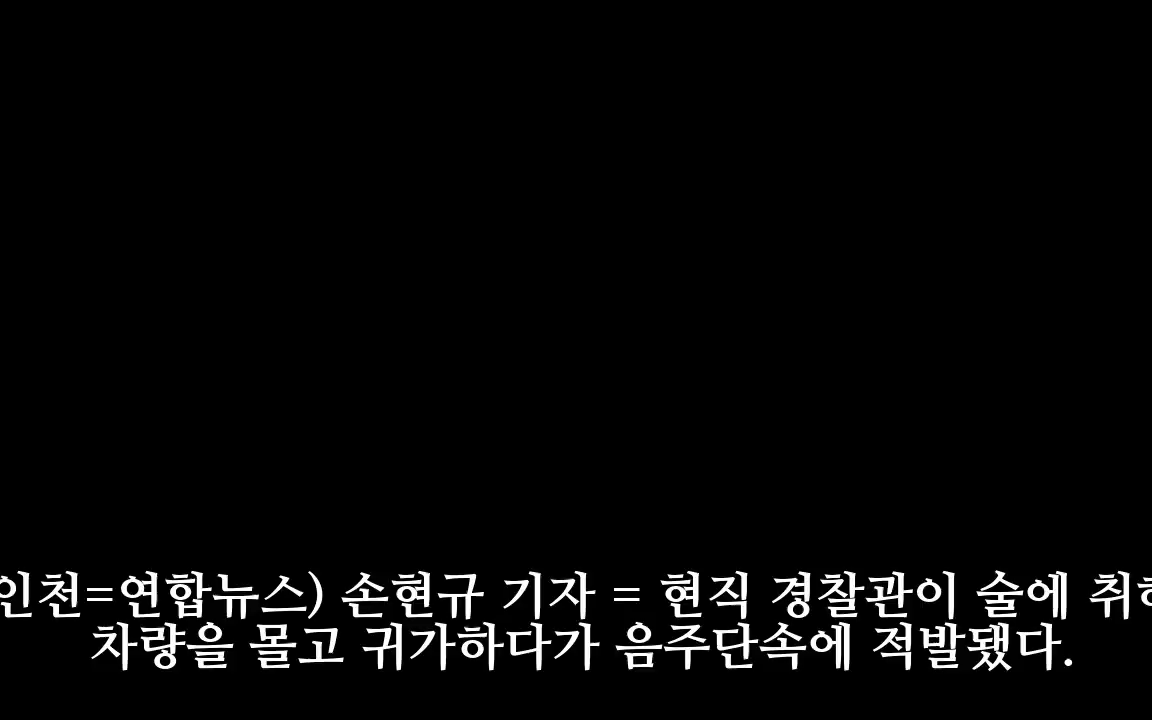 인천=연합뉴스) 손현규 기자 = 현직 경찰관이 술에
차량을 몰고 귀가하다가 음주단속에 적발됐다.